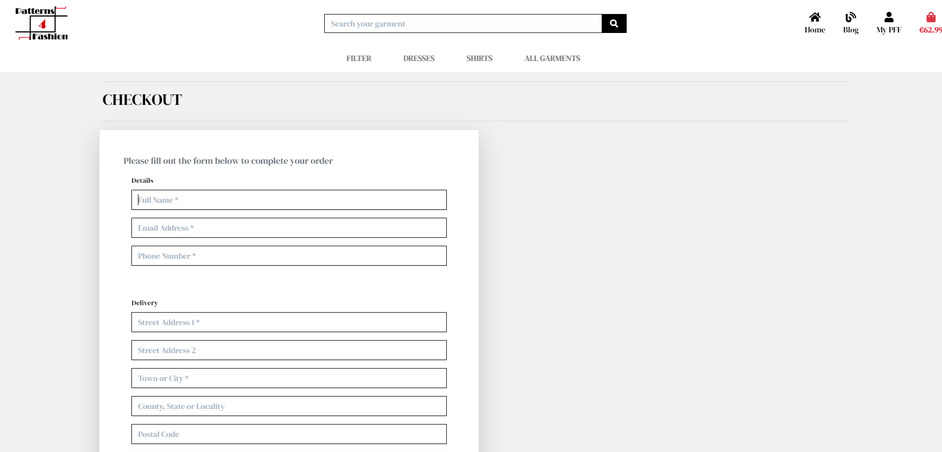 Patterns
4
Fashion
Search your garment
Home
Blog
My PFF
€62.99
FILTER
DRESSES
SHIRTS
ALL GARMENTS
CHECKOUT
Please fill out the form below to complete your order
Details
Full Name *
Email Address *
Phone Number *
Delivery
Street Address 1 *
Street Address 2
Town or City *
County, State or Locality
Postal Code